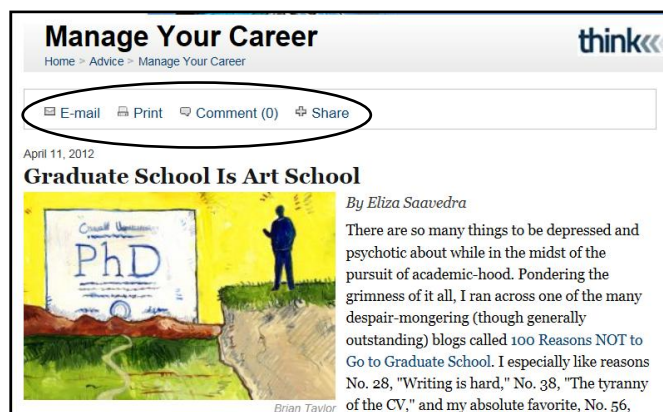 Manage Your Career
think
Home > Advice > Manage Your Career
E-mail Print Comment (0) Share
April 11, 2012
Graduate School Is Art School
By Eliza Saavedra
There are so many things to be depressed and
psychotic about while in the midst of the
pursuit of academic-hood. Pondering the
grimness of it all, I ran across one of the many
despair-mongering (though generally
outstanding) blogs called 100 Reasons NOT to
Go to Graduate School. I especially like reasons
No. 28, "Writing is hard," No. 38, "The tyranny
of the CV," and my absolute favorite, No. 56,
PhD
Brian Taylor